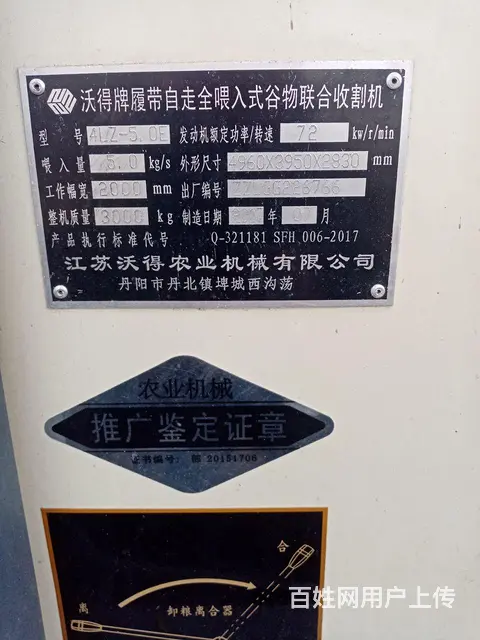 沃得牌履带自走全喂入式谷物联合收割机
型 号 4LZ-5.0E 发动机额定功率/转速 72 kw/r/min
喂入量 5.0 kg/s 外形尺寸 4960X2950X2830 mm
工作幅宽 2000 mm 出厂编号
整机质量 3000 kg 制造日期 年 月
产品执行标准代号 Q-321181 SFH 006-2017
江苏沃得农业机械有限公司
丹阳市丹北镇埤城西沟荡
农业机械
推广鉴定证章
证书编号: 部 20151706
合
离 卸粮离合器
百姓网用户上传